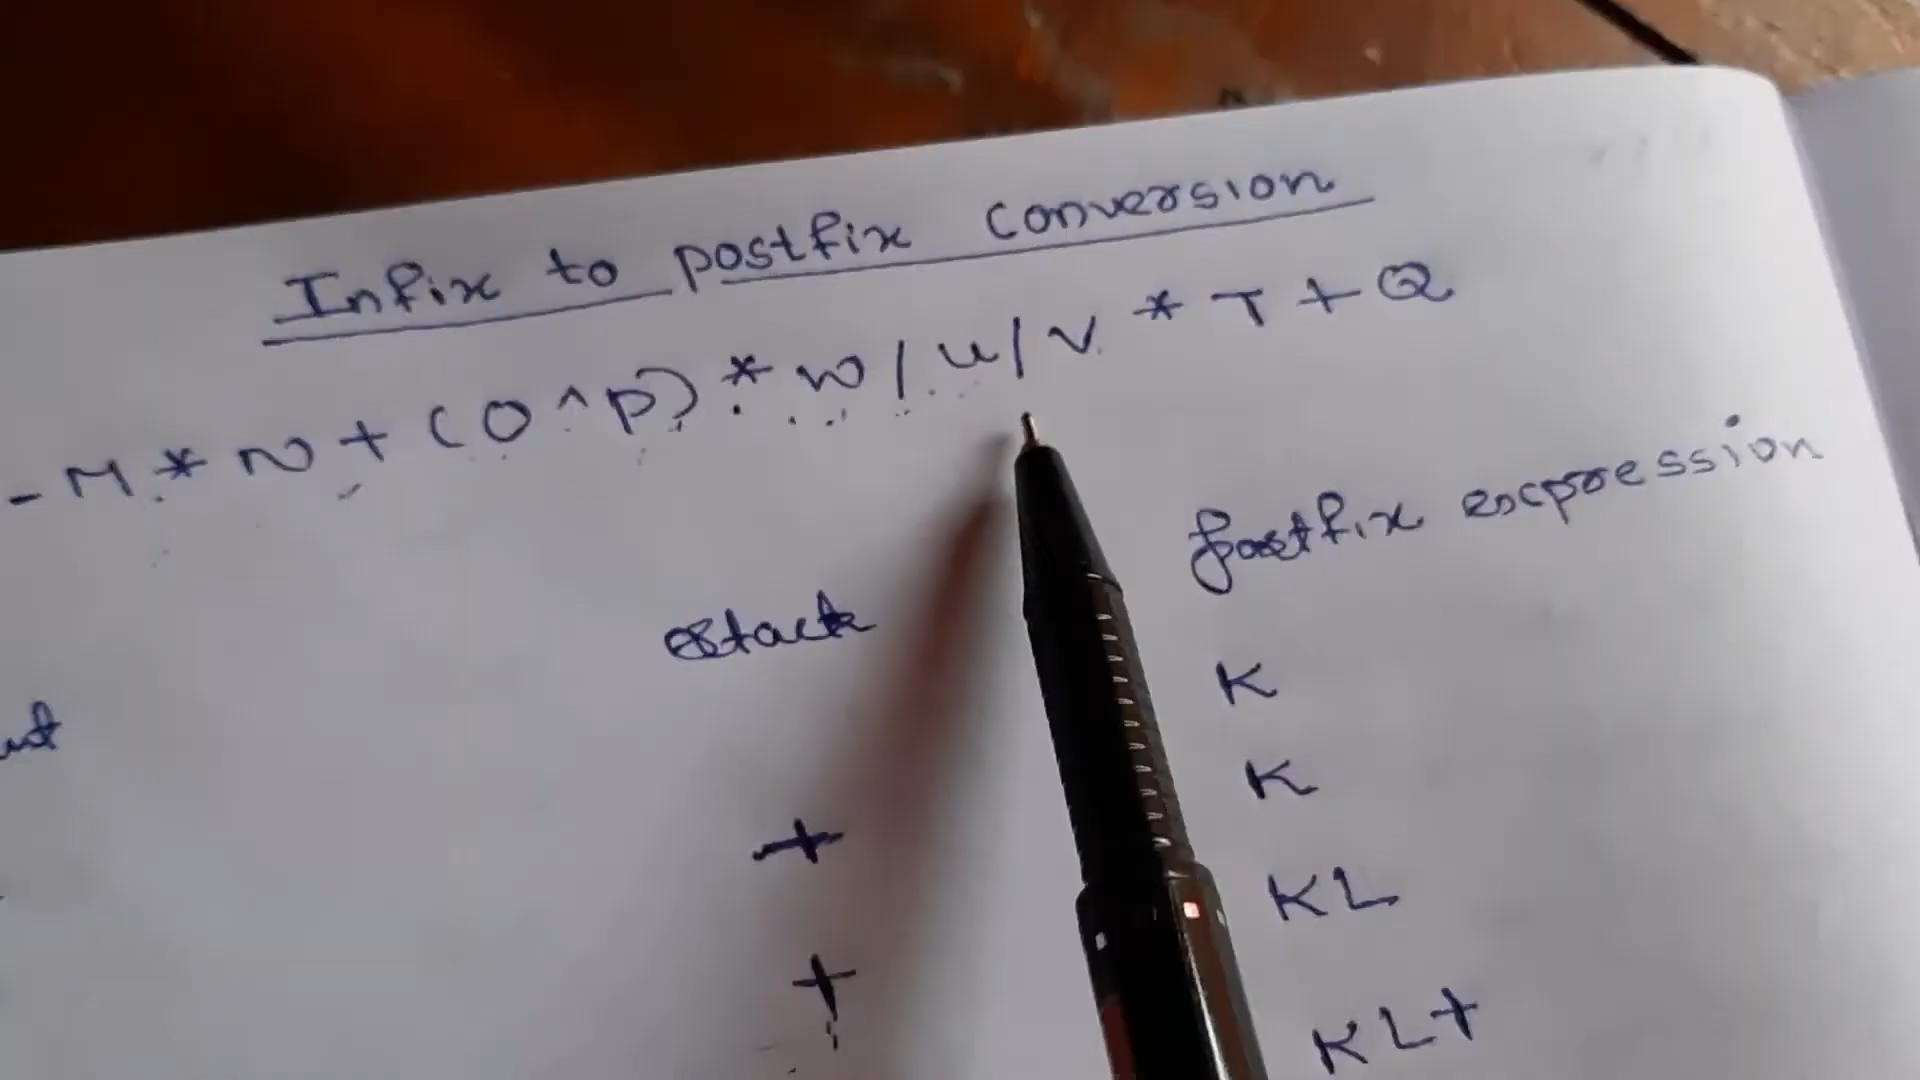 Infix to postfix conversion
- M * N + (O ^ P) * W / U / V * T + Q
stack postfix expression
K
+ K
KL
+ KL+